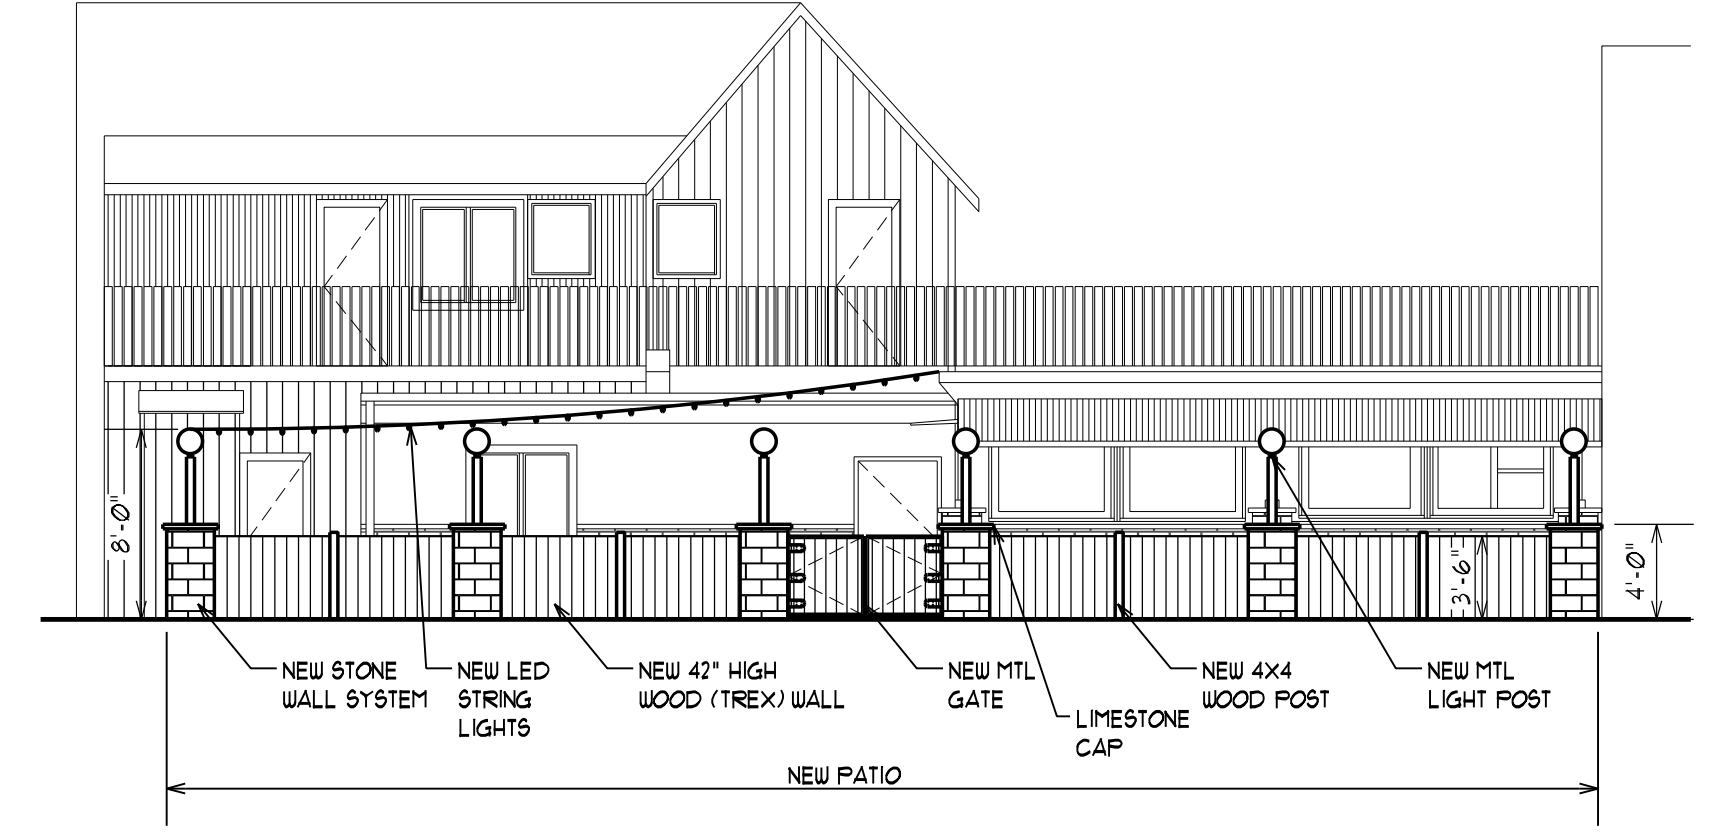 8'-0"
3'-6"
4'-0"
NEW STONE
WALL SYSTEM
NEW LED
STRING
LIGHTS
NEW 42" HIGH
WOOD (TREX) WALL
NEW MTL
GATE
LIMESTONE
CAP
NEW 4X4
WOOD POST
NEW MTL
LIGHT POST
NEW PATIO